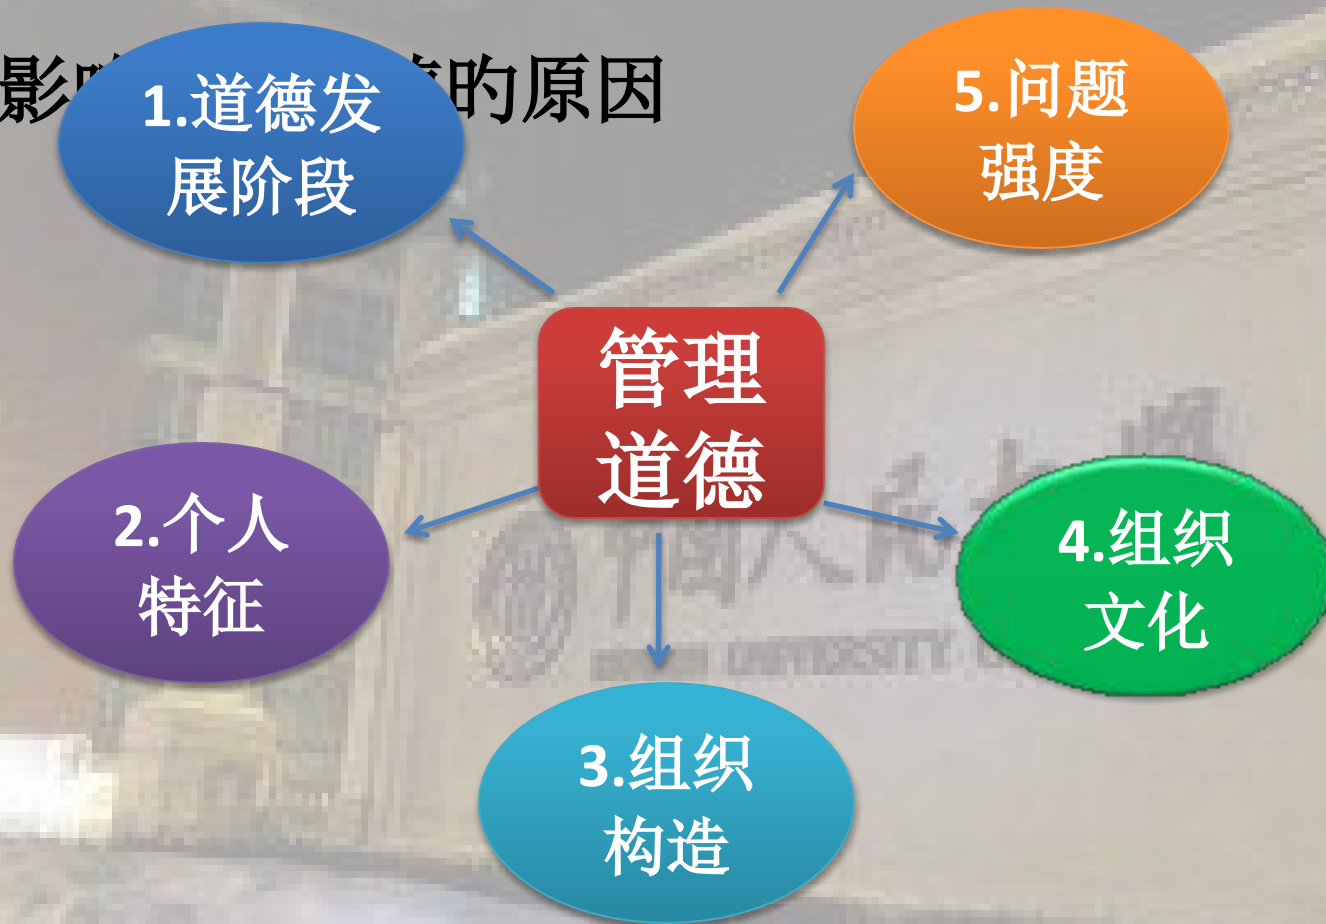 影 旳原因
1.道德发
展阶段
5.问题
强度
管理
道德
2.个人
特征
4.组织
文化
3.组织
构造